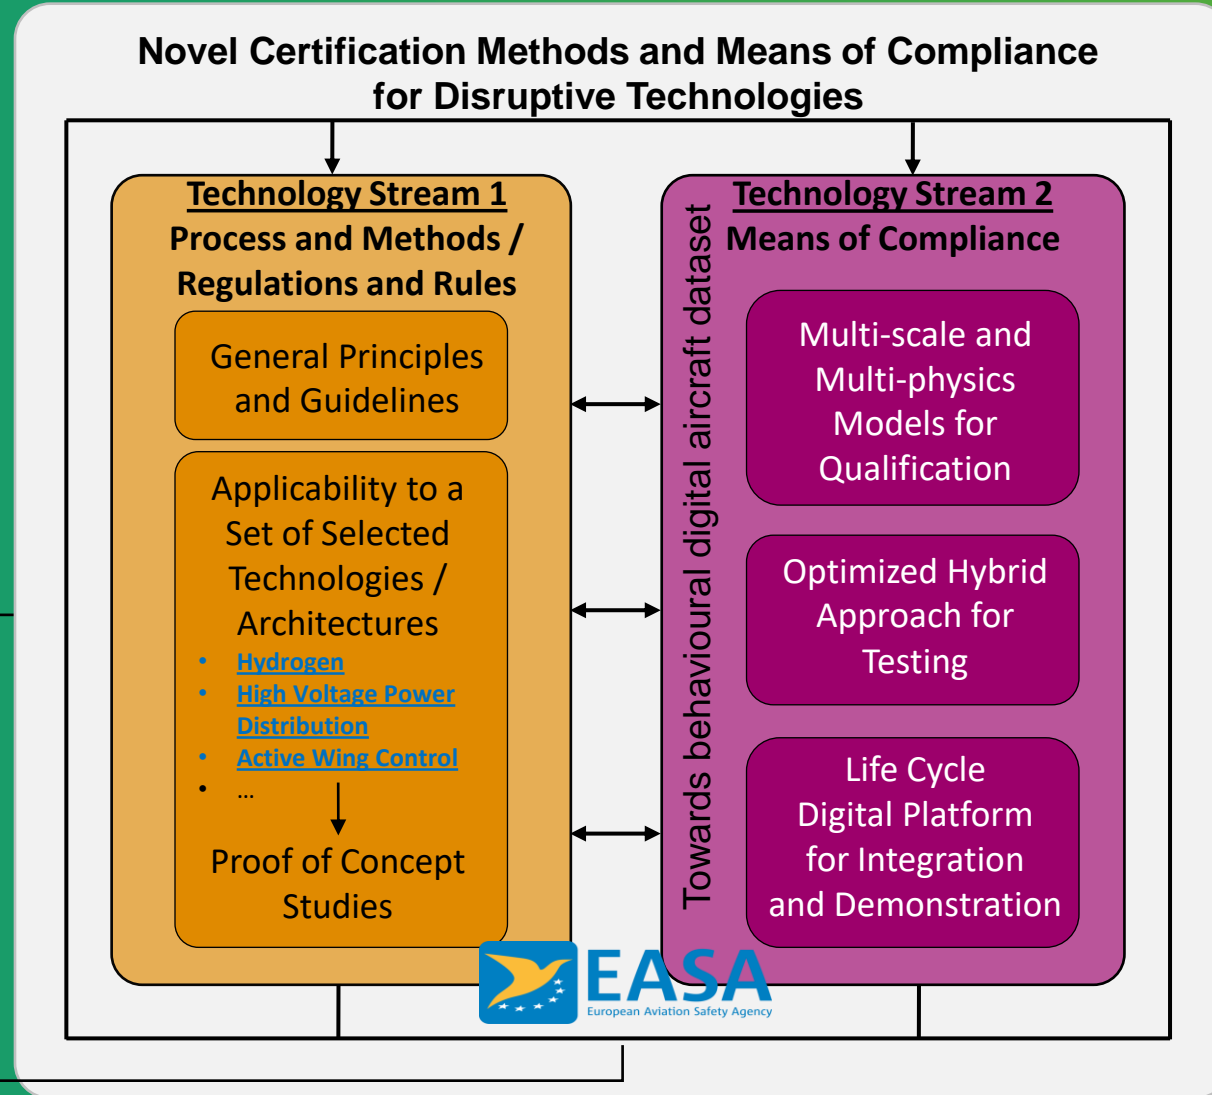 Novel Certification Methods and Means of Compliance
for Disruptive Technologies
Technology Stream 1
Process and Methods /
Regulations and Rules
General Principles
and Guidelines
Applicability to a
Set of Selected
Technologies /
Architectures
• Hydrogen
• High Voltage Power
Distribution
• Active Wing Control
• ...
Proof of Concept
Studies
Technology Stream 2
Means of Compliance
Towards behavioural digital aircraft dataset
Multi-scale and
Multi-physics
Models for
Qualification
Optimized Hybrid
Approach for
Testing
Life Cycle
Digital Platform
for Integration
and Demonstration
EASA
European Aviation Safety Agency